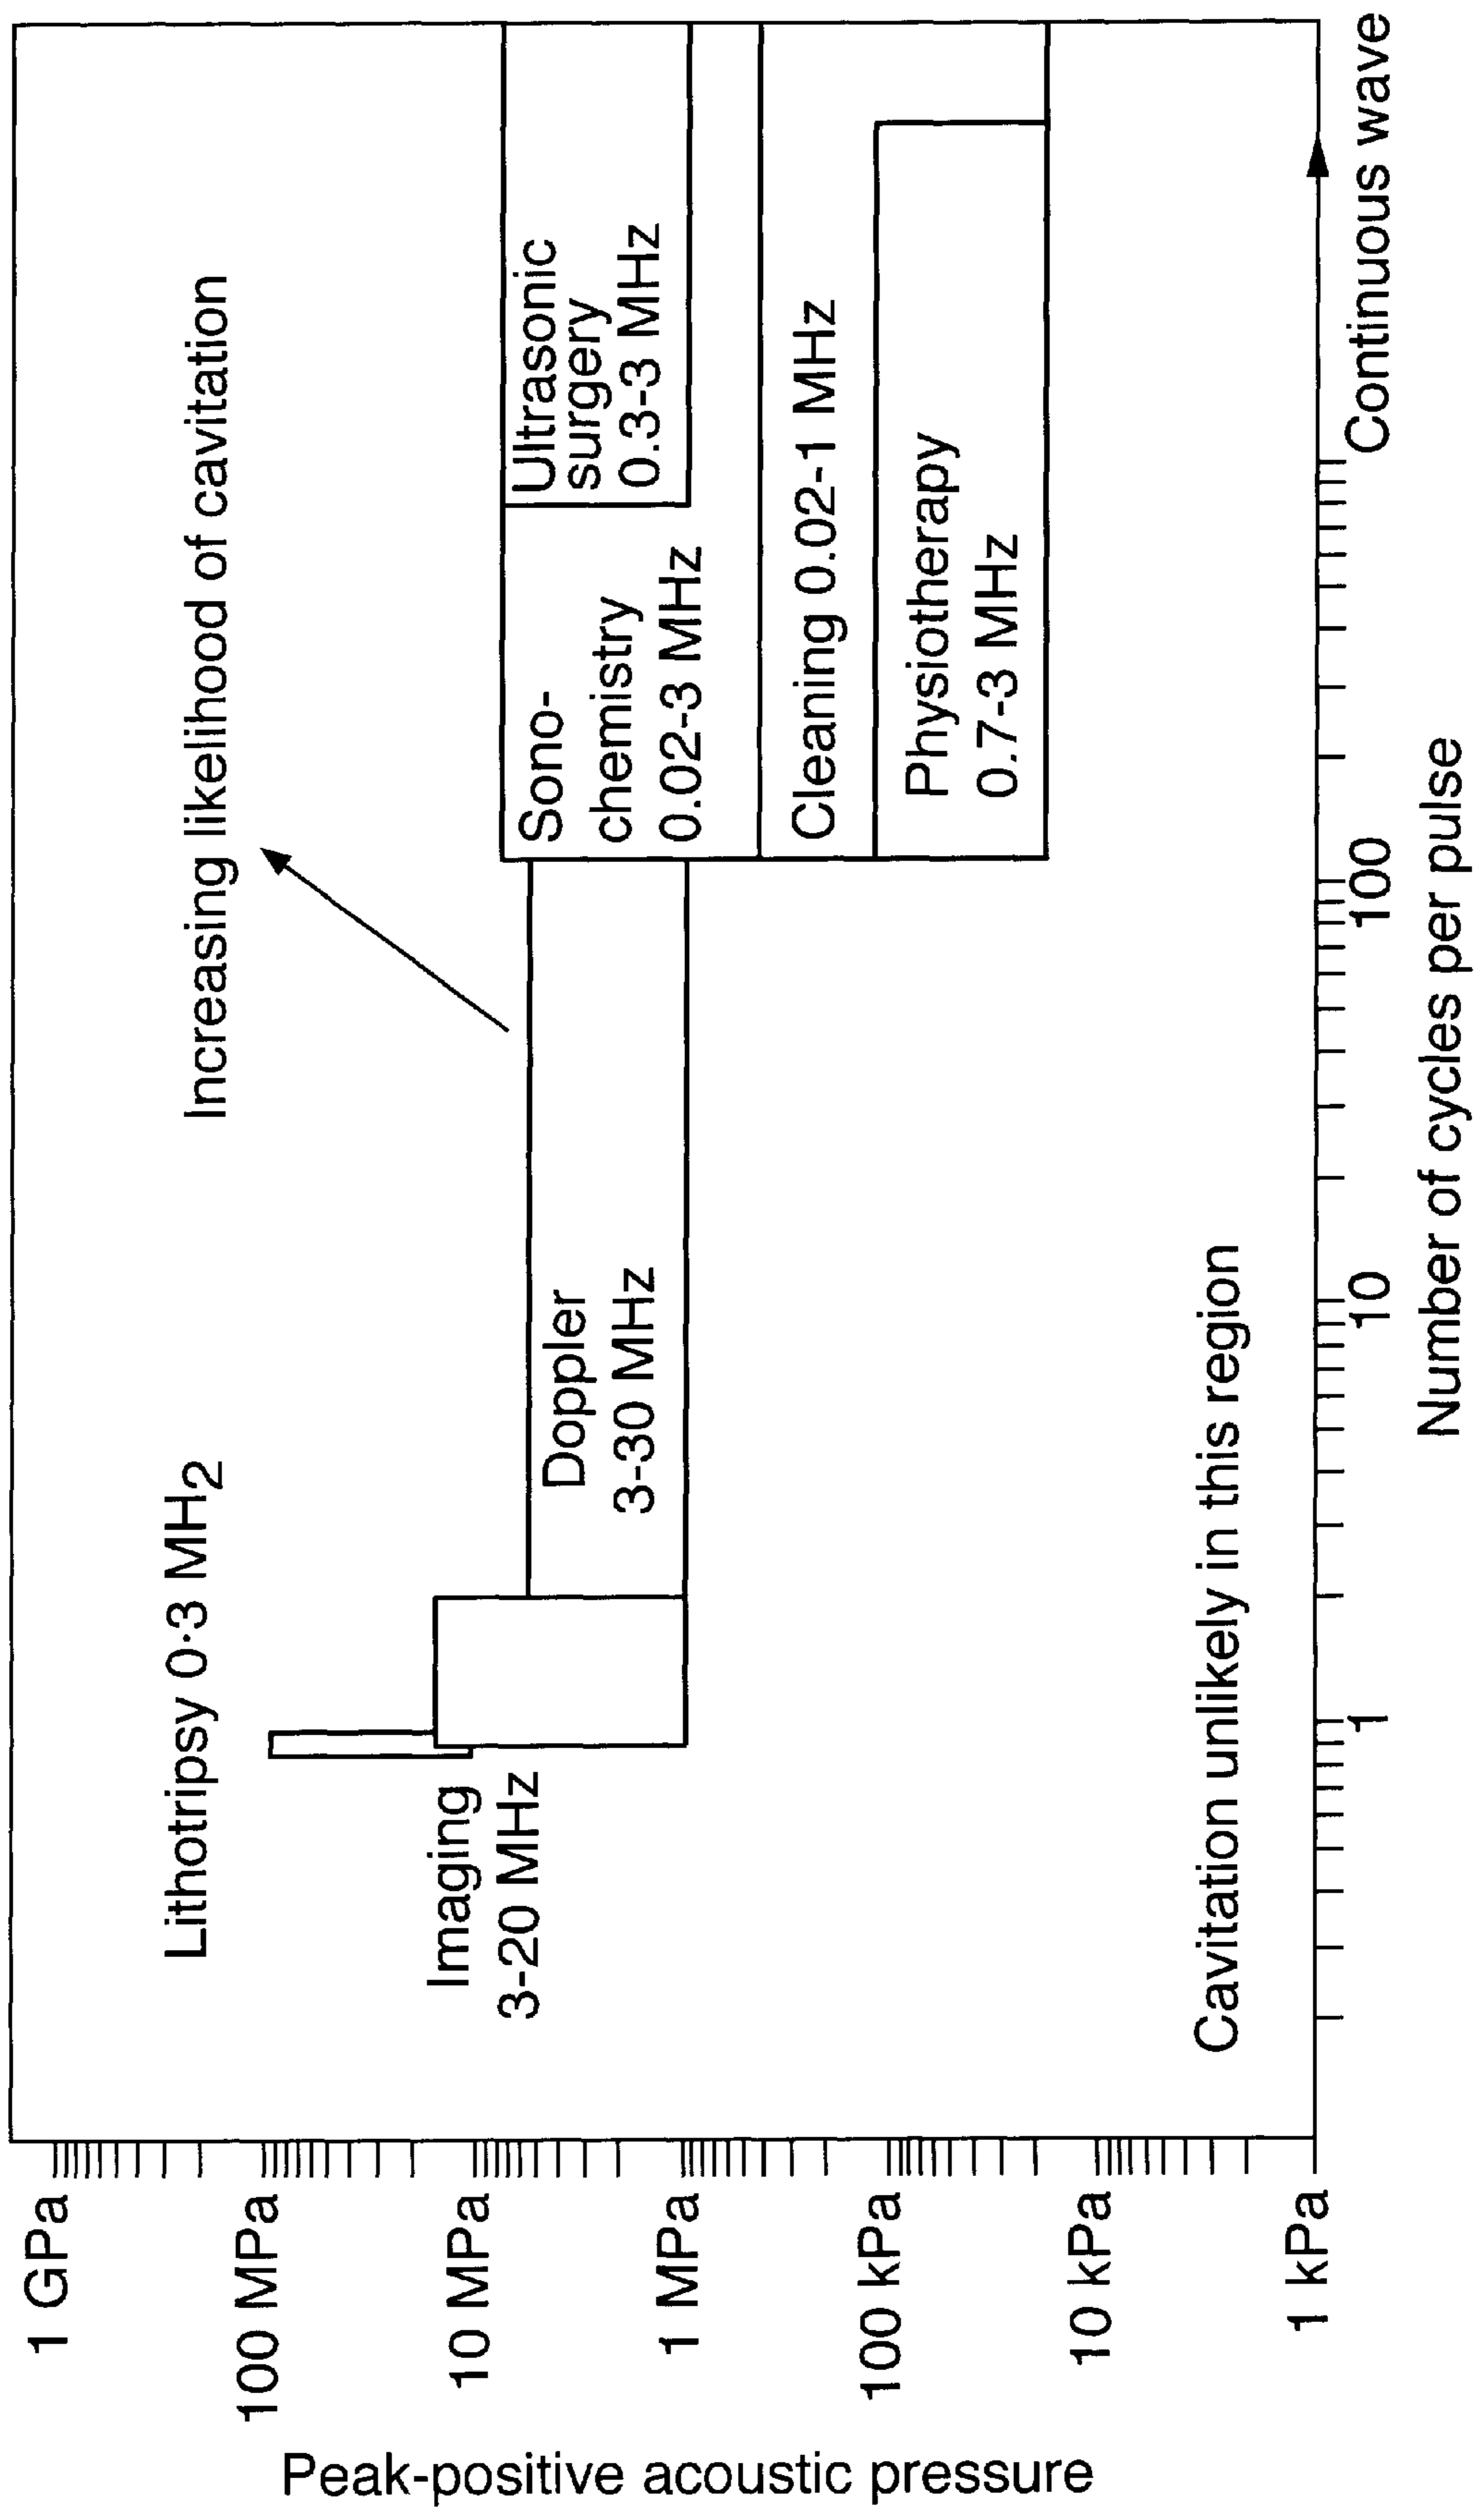 Peak-positive acoustic pressure
1 GPa
100 MPa
10 MPa
1 MPa
100 kPa
10 kPa
1 kPa
Lithotripsy 0·3 MH2
Increasing likelihood of cavitation
Imaging
3-20 MHz
Doppler
3-30 MHz
Sono-
chemistry
0.02-3 MHz
Ultrasonic
surgery
0.3-3 MHz
Cleaning 0.02-1 MHz
Physiotherapy
0.7-3 MHz
Cavitation unlikely in this region
1
10
100
Continuous wave
Number of cycles per pulse